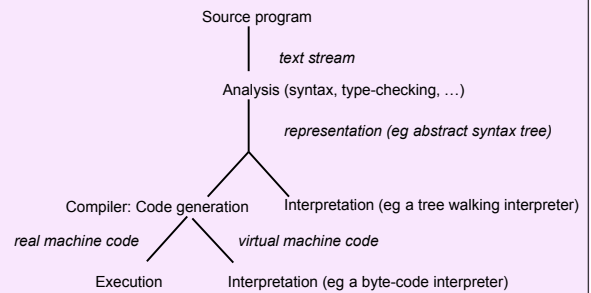 Source program
text stream
Analysis (syntax, type-checking, …)
representation (eg abstract syntax tree)
Compiler: Code generation
Interpretation (eg a tree walking interpreter)
real machine code
virtual machine code
Execution
Interpretation (eg a byte-code interpreter)